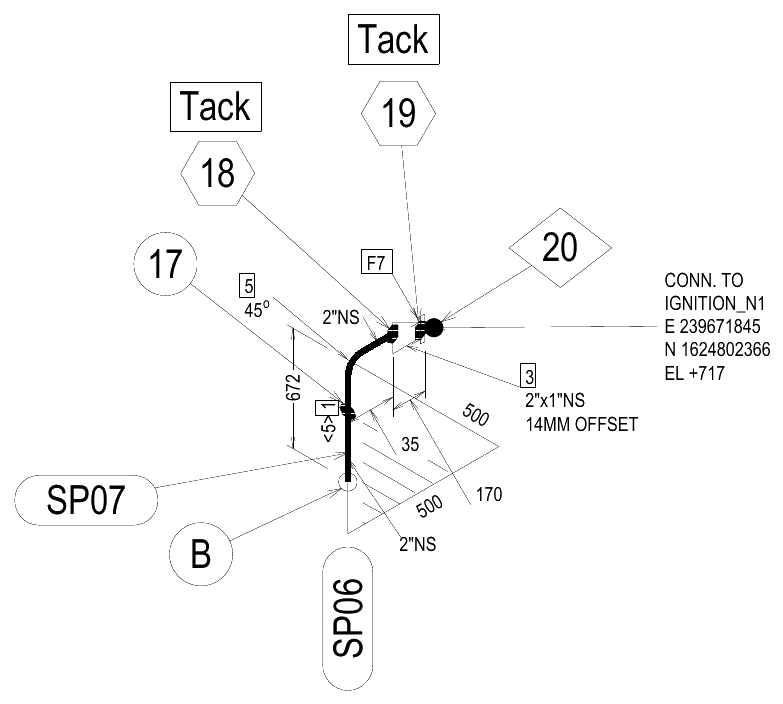 Tack
19
Tack
18
17
20
F7
5
45°
2"NS
CONN. TO
IGNITION_N1
E 239671845
N 1624802366
EL +717
672
<5> 1
3
2"x1"NS
14MM OFFSET
500
35
170
500
2"NS
SP07
B
SP06